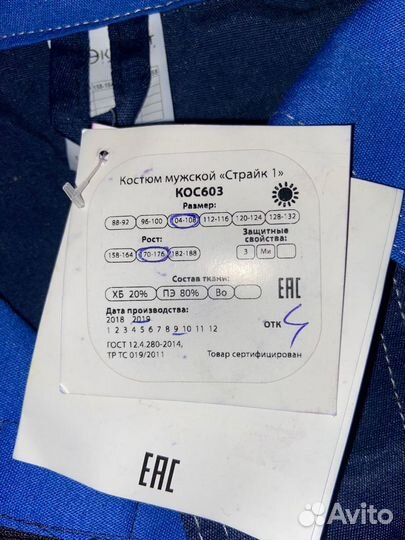 Костюм мужской «Страйк 1»
КОС603
Размер:
88-92 96-100 104-108 112-116 120-124 128-132
Рост:
158-164 170-176 182-188
Защитные свойства:
З Ми
Состав ткани:
ХБ 20% ПЭ 80% Во
ЕАС
Дата производства:
2018 2019
1 2 3 4 5 6 7 8 9 10 11 12
ОТК
ГОСТ 12.4.280-2014,
ТР ТС 019/2011
Товар сертифицирован
ЕАС
Avito